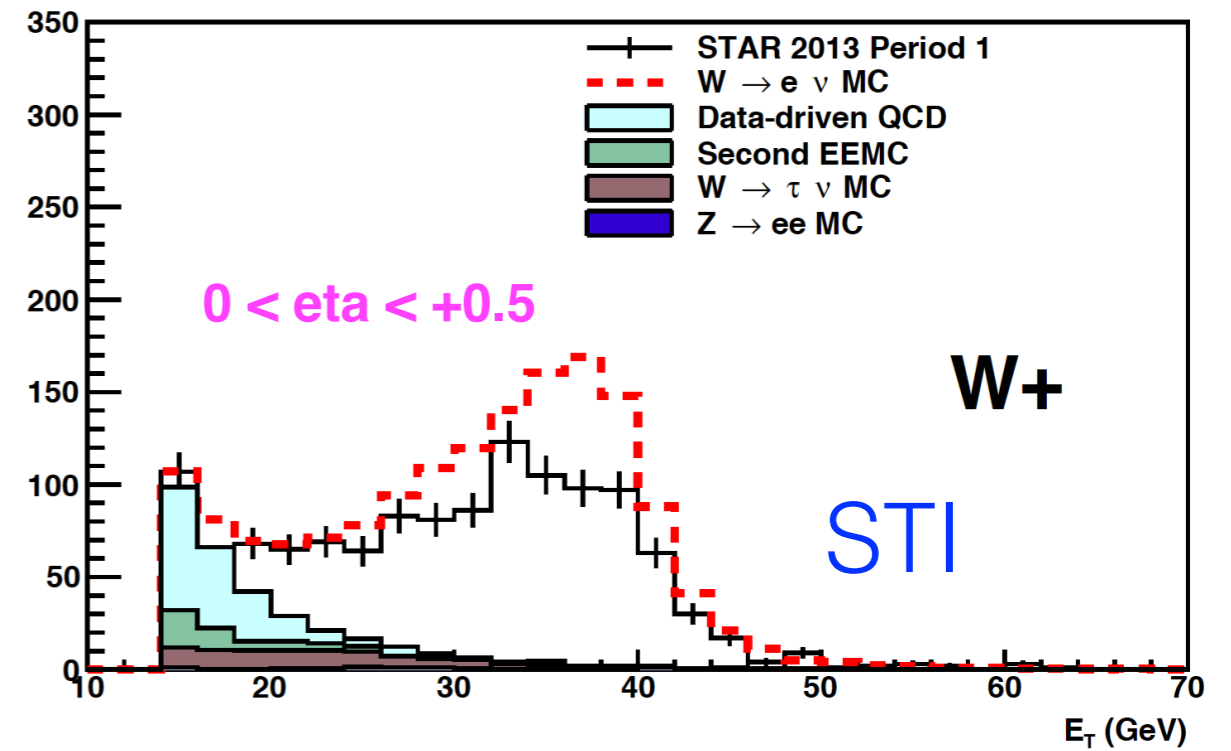 350
300
250
200
150
100
50
0
STAR 2013 Period 1
W → e ν MC
Data-driven QCD
Second EEMC
W → τ ν MC
Z → ee MC
0 < eta < +0.5
W+
STI
10 20 30 40 50 60 70
E_T (GeV)